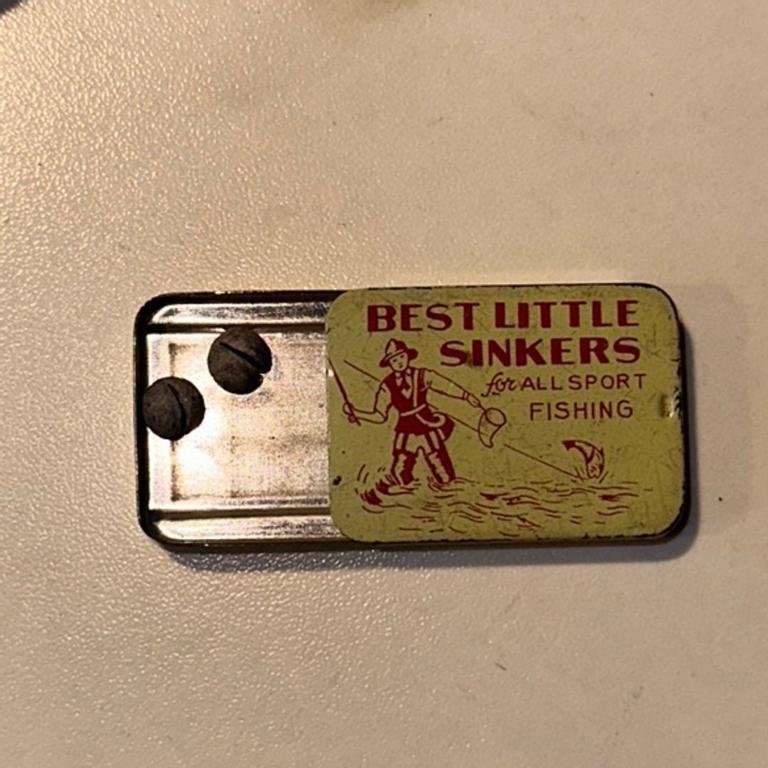 BEST LITTLE
SINKERS
for ALL SPORT
FISHING